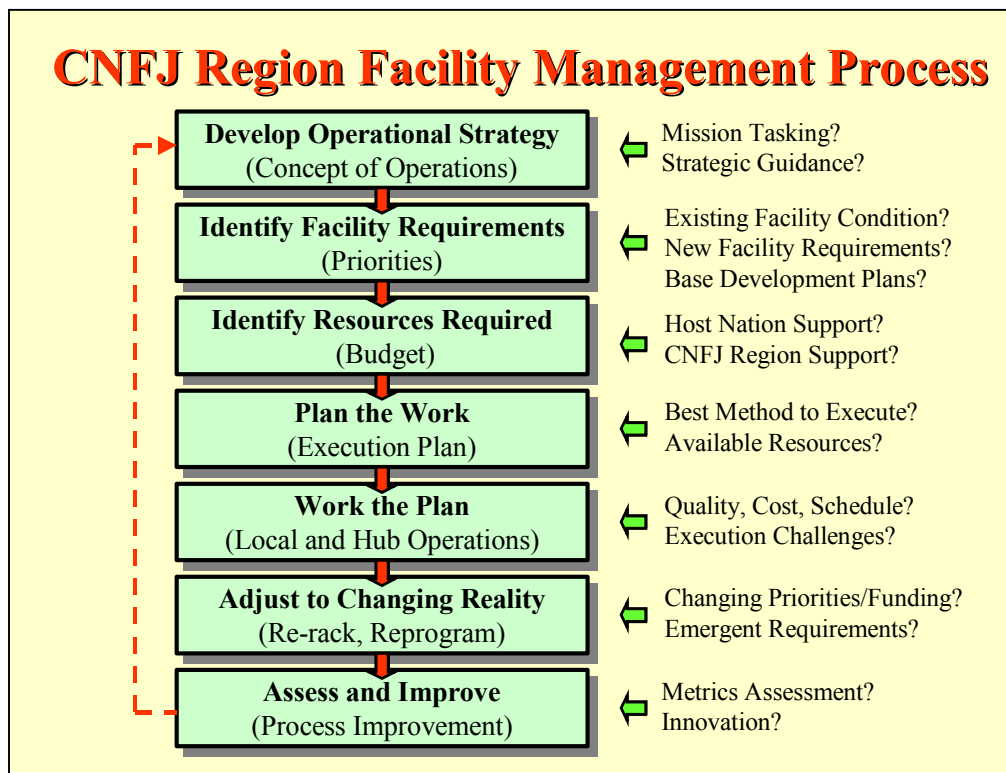 CNFJ Region Facility Management Process
Develop Operational Strategy
(Concept of Operations)
Mission Tasking?
Strategic Guidance?
Identify Facility Requirements
(Priorities)
Existing Facility Condition?
New Facility Requirements?
Base Development Plans?
Identify Resources Required
(Budget)
Host Nation Support?
CNFJ Region Support?
Plan the Work
(Execution Plan)
Best Method to Execute?
Available Resources?
Work the Plan
(Local and Hub Operations)
Quality, Cost, Schedule?
Execution Challenges?
Adjust to Changing Reality
(Re-rack, Reprogram)
Changing Priorities/Funding?
Emergent Requirements?
Assess and Improve
(Process Improvement)
Metrics Assessment?
Innovation?